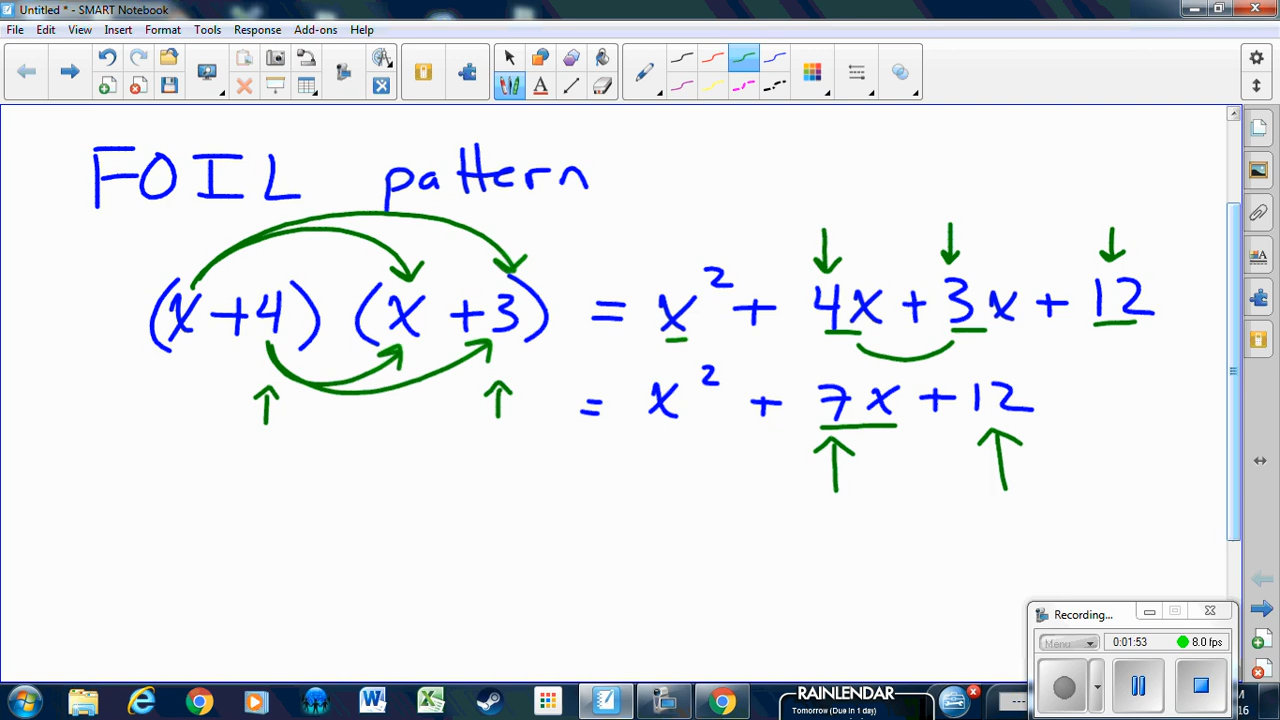 Untitled * - SMART Notebook
File Edit View Insert Format Tools Response Add-ons Help
FOIL pattern
(x+4) (x+3) = x² + 4x + 3x + 12
= x² + 7x + 12
Recording...
Menu 0:01:53 8.0 fps
RAINLENDAR
Tomorrow (Due in 1 day)